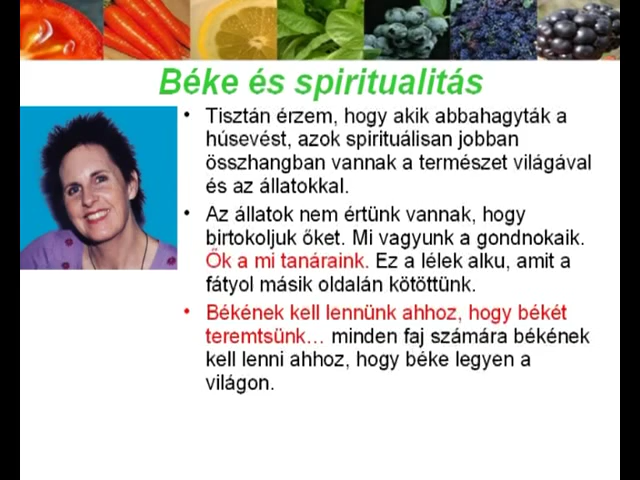 Béke és spiritualitás
• Tisztán érzem, hogy akik abbahagyták a
húsevést, azok spirituálisan jobban
összhangban vannak a természet világával
és az állatokkal.
• Az állatok nem értünk vannak, hogy
birtokoljuk őket. Mi vagyunk a gondnokaik.
Ők a mi tanáraink. Ez a lélek alku, amit a
fátyol másik oldalán kötöttünk.
• Békének kell lennünk ahhoz, hogy békét
teremtsünk… minden faj számára békének
kell lenni ahhoz, hogy béke legyen a
világon.